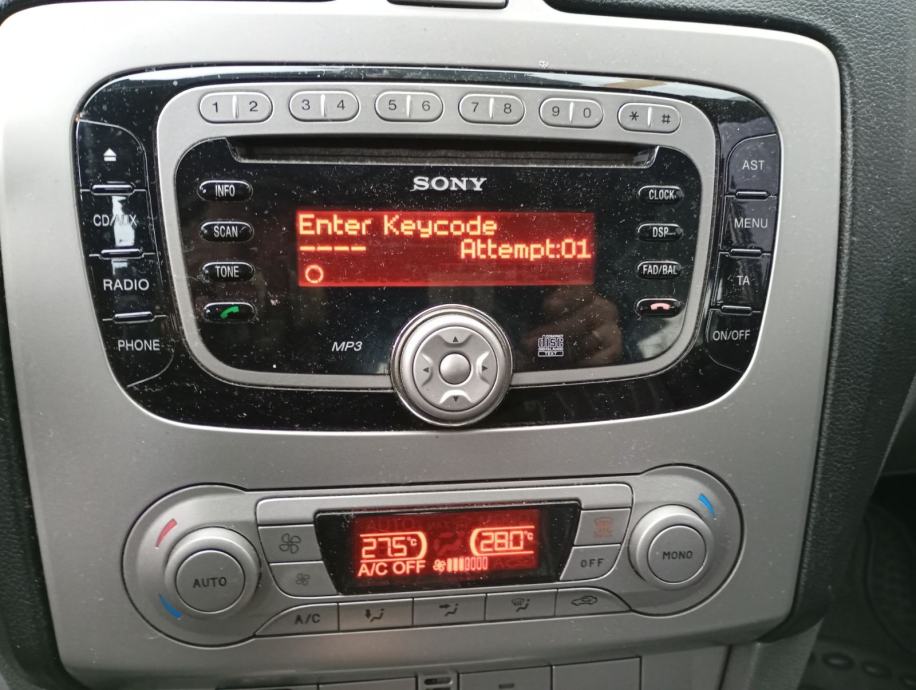 1 2 3 4 5 6 7 8 9 0 * #
SONY
INFO
SCAN
TONE
CLOCK
DSP
FAD/BAL
CD/AUX
RADIO
PHONE
AST
MENU
TA
ON/OFF
Enter Keycode
---- Attempt:01
MP3
disc
TEXT
AUTO
27.5°C
28.0°C
A/C OFF
OFF
MONO
A/C